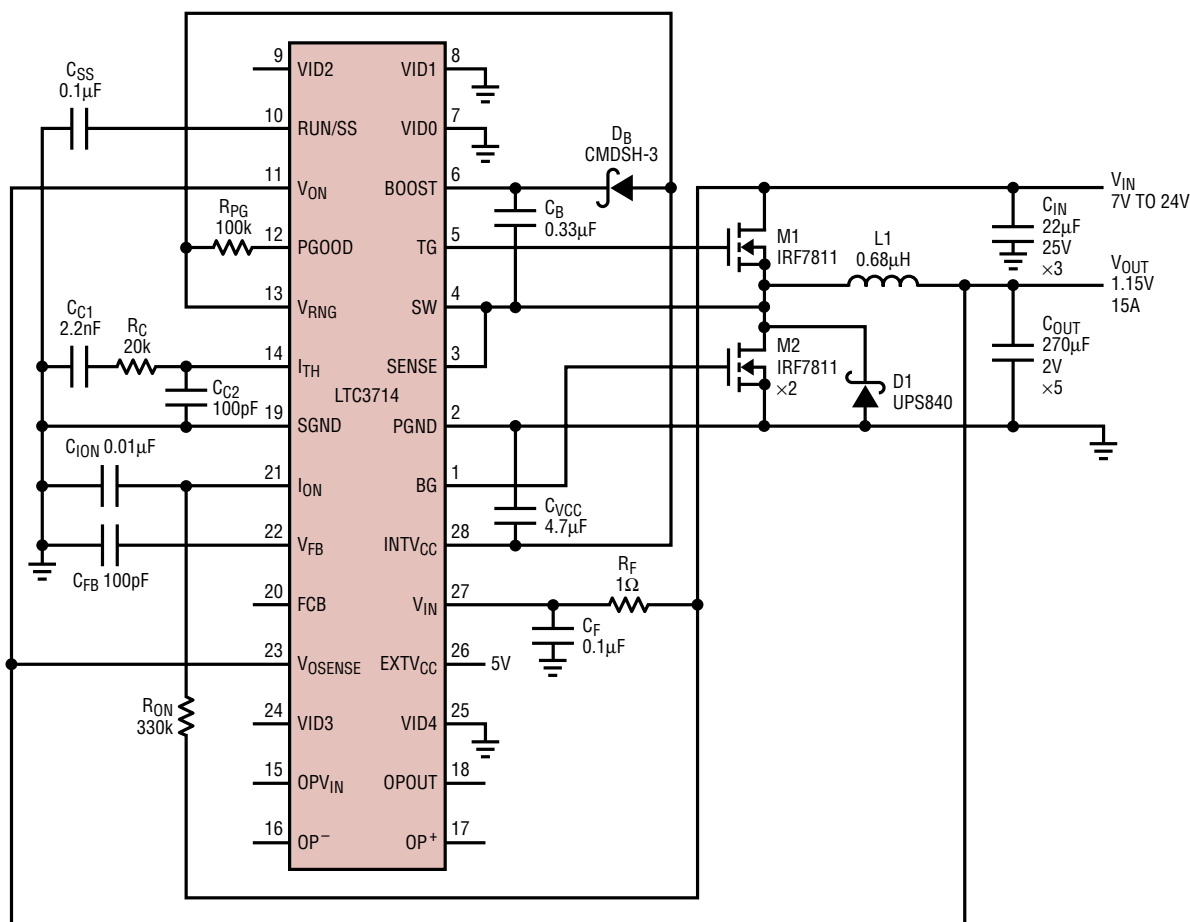 CSS
0.1µF
9
VID2
VID1
8
10
RUN/SS
VID0
7
DB
CMDSH-3
11
VON
BOOST
6
RPG
100k
12
PGOOD
TG
5
CB
0.33µF
M1
IRF7811
L1
0.68µH
VIN
7V TO 24V
CIN
22µF
25V
×3
VOUT
1.15V
15A
13
VRNG
SW
4
CC1
2.2nF
RC
20k
14
ITH
SENSE
3
M2
IRF7811
×2
COUT
270µF
2V
×5
LTC3714
CC2
100pF
D1
UPS840
19
SGND
PGND
2
CION 0.01µF
21
ION
BG
1
CVCC
4.7µF
22
VFB
INTVCC
28
CFB 100pF
RF
1Ω
20
FCB
VIN
27
CF
0.1µF
23
VOSENSE
EXTVCC
26
5V
RON
330k
24
VID3
VID4
25
15
OPVIN
OPOUT
18
16
OP−
OP+
17